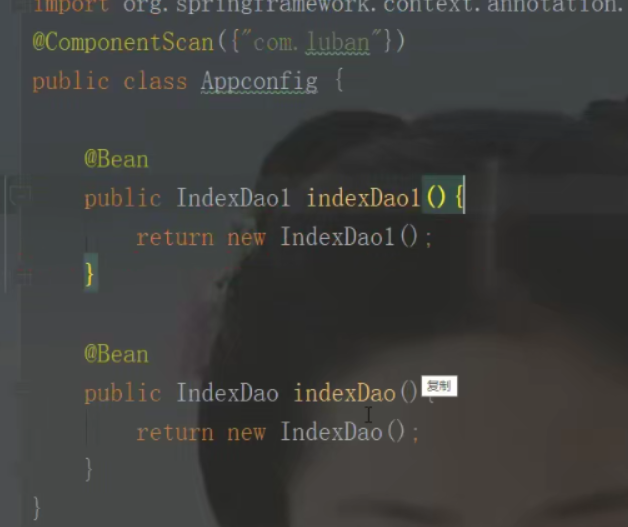 import org.springframework.context.annotation.
@ComponentScan({"com.luban"})
public class Appconfig {
@Bean
public IndexDao1 indexDao1(){
return new IndexDao1();
}
@Bean
public IndexDao indexDao(){
复制
return new IndexDao();
}
}